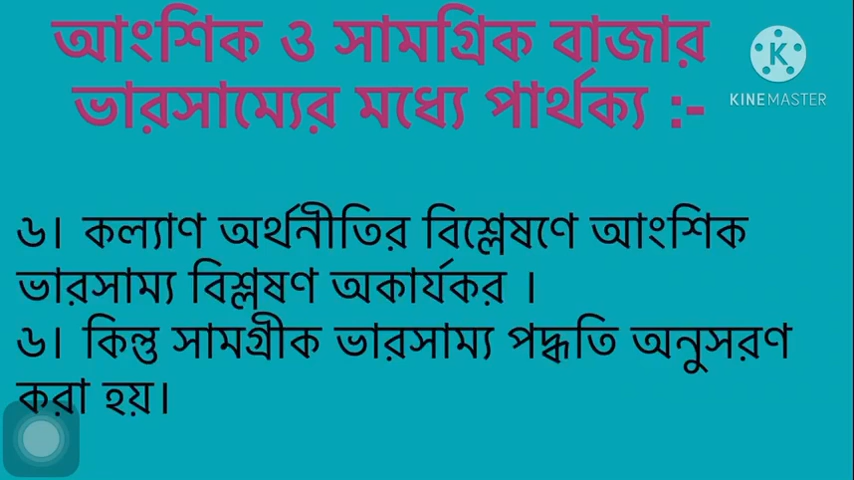 আংশিক ও সামগ্রিক বাজার
ভারসাম্যের মধ্যে পার্থক্য :-
KINEMASTER
৬। কল্যাণ অর্থনীতির বিশ্লেষণে আংশিক
ভারসাম্য বিশ্লষণ অকার্যকর ।
৬। কিন্তু সামগ্রীক ভারসাম্য পদ্ধতি অনুসরণ
করা হয়।